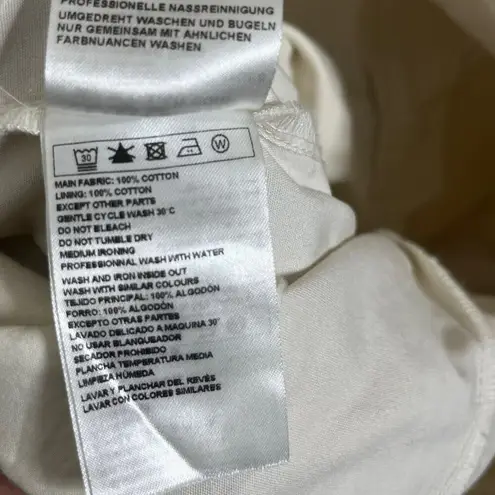 PROFESSIONELLE NASSREINIGUNG
UMGEDREHT WASCHEN UND BUGELN
NUR GEMEINSAM MIT ÄHNLICHEN
FARBNUANCEN WASHEN
30 W
MAIN FABRIC: 100% COTTON
LINING: 100% COTTON
EXCEPT OTHER PARTS
GENTLE CYCLE WASH 30°C
DO NOT BLEACH
DO NOT TUMBLE DRY
MEDIUM IRONING
PROFESSIONNAL WASH WITH WATER
WASH AND IRON INSIDE OUT
WASH WITH SIMILAR COLOURS
TEJIDO PRINCIPAL: 100% ALGODÓN
FORRO: 100% ALGODÓN
EXCEPTO OTRAS PARTES
LAVADO DELICADO A MAQUINA 30°
NO USAR BLANQUEADOR
SECADOR PROHIBIDO
PLANCHA TEMPERATURA MEDIA
LIMPIEZA HÚMEDA
LAVAR Y PLANCHAR DEL REVÉS
LAVAR CON COLORES SIMILARES